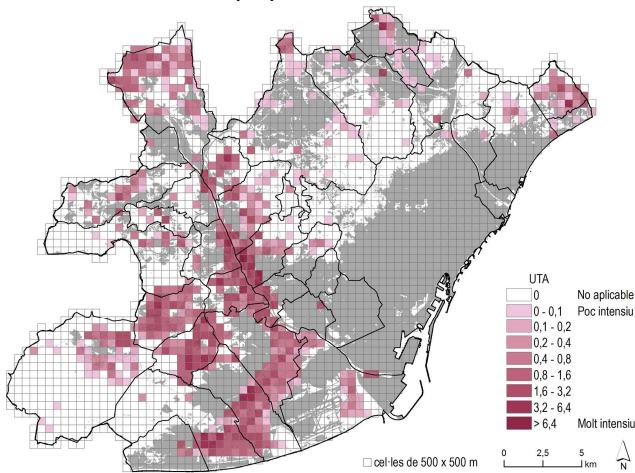 UTA
0 No aplicable
0 - 0,1 Poc intensiu
0,1 - 0,2
0,2 - 0,4
0,4 - 0,8
0,8 - 1,6
1,6 - 3,2
3,2 - 6,4
> 6,4 Molt intensiu
cel·les de 500 x 500 m
0 2,5 5
km
N